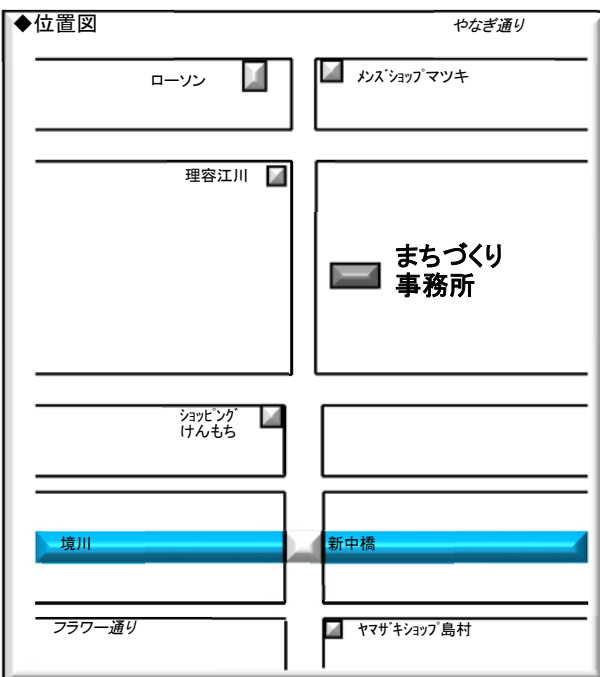 ◆位置図
やなぎ通り
ローソン
ﾒﾝｽﾞｼｮｯﾌﾟマツキ
理容江川
まちづくり
事務所
ｼｮｯﾋﾟﾝｸﾞ
けんもち
境川
新中橋
フラワー通り
ﾔﾏｻﾞｷｼｮｯﾌﾟ島村